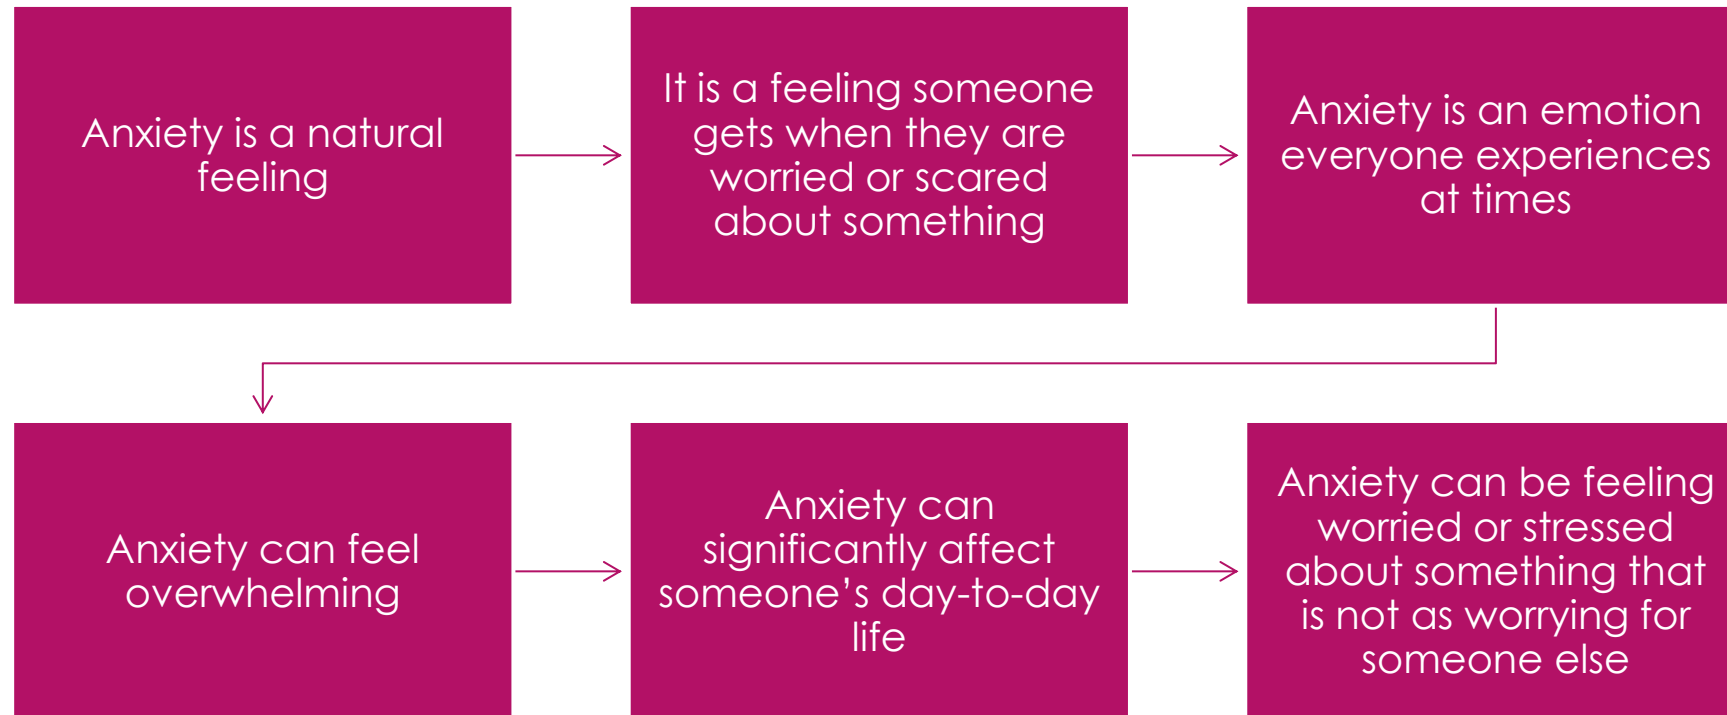 Anxiety is a natural
feeling
It is a feeling someone
gets when they are
worried or scared
about something
Anxiety is an emotion
everyone experiences
at times
Anxiety can feel
overwhelming
Anxiety can
significantly affect
someone’s day-to-day
life
Anxiety can be feeling
worried or stressed
about something that
is not as worrying for
someone else